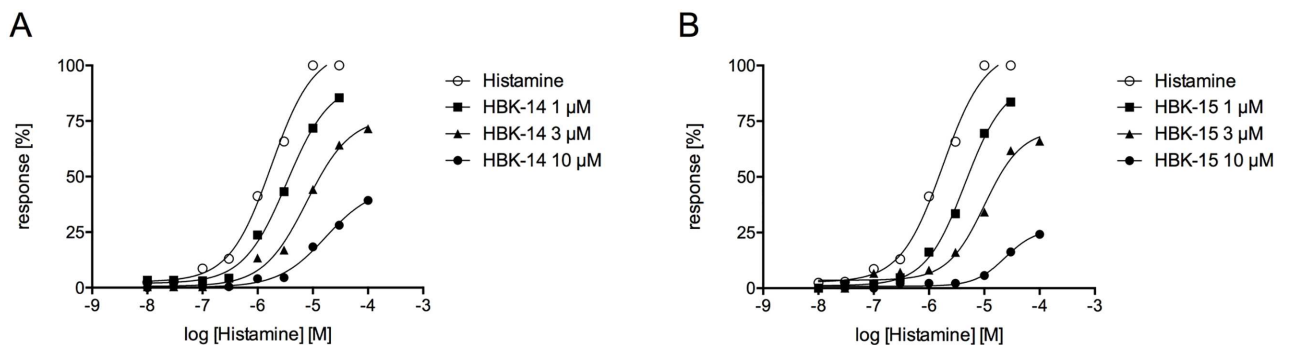 A
100
75
50
25
0
response [%]
-9
-8
-7
-6
-5
-4
-3
log [Histamine] [M]
Histamine
HBK-14 1 µM
HBK-14 3 µM
HBK-14 10 µM
B
100
75
50
25
0
response [%]
-9
-8
-7
-6
-5
-4
-3
log [Histamine] [M]
Histamine
HBK-15 1 µM
HBK-15 3 µM
HBK-15 10 µM